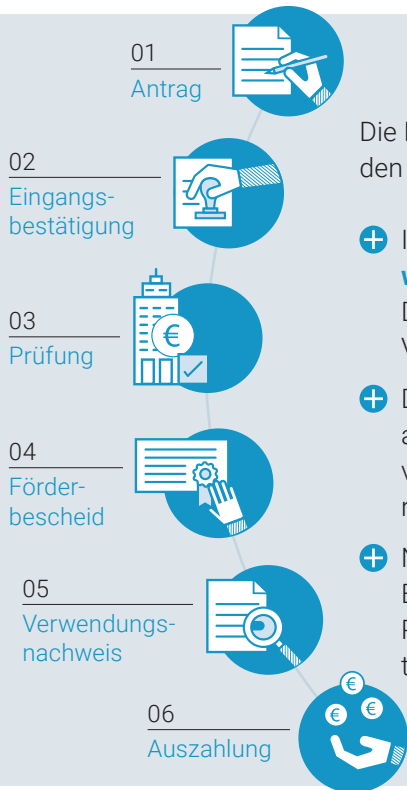 01
Antrag
02
Eingangs-
bestätigung
03
Prüfung
04
Förder-
bescheid
05
Verwendungs-
nachweis
06
Auszahlung
Die
den
€
€
€
€